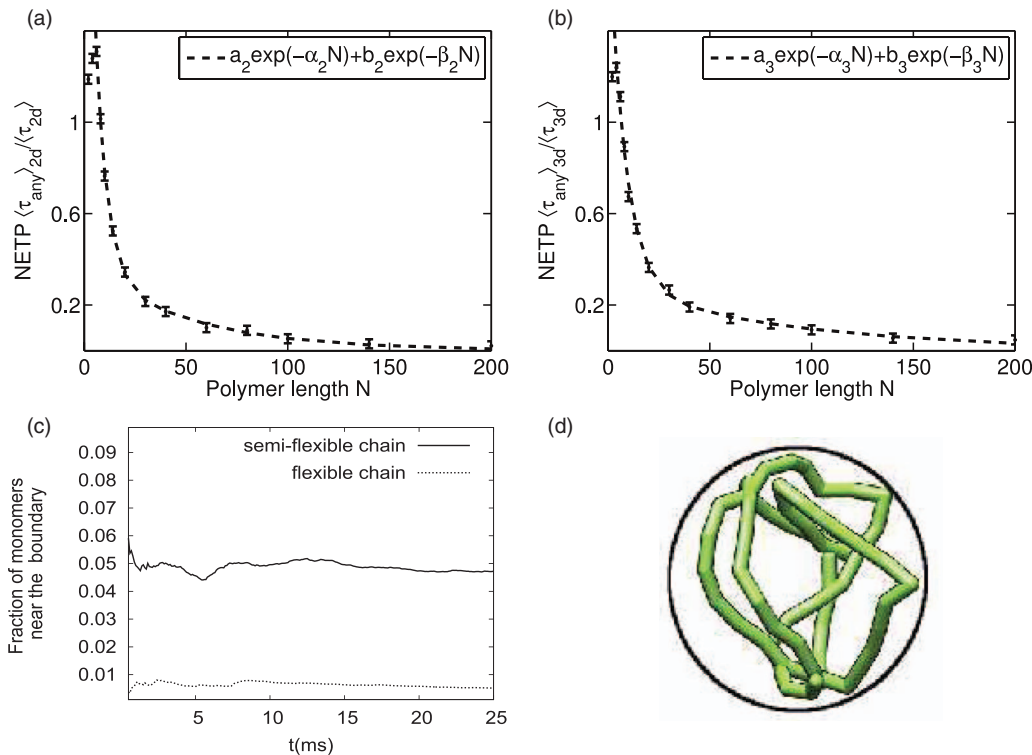 (a)
a₂exp(-α₂N)+b₂exp(-β₂N)
NETP ⟨τany⟩2d/⟨τ2d⟩
1
0.6
0.2
0 50 100 150 200
Polymer length N
(b)
a₃exp(-α₃N)+b₃exp(-β₃N)
NETP ⟨τany⟩3d/⟨τ3d⟩
1
0.6
0.2
0 50 100 150 200
Polymer length N
(c)
semi-flexible chain
flexible chain
Fraction of monomers
near the boundary
0.09
0.08
0.07
0.06
0.05
0.04
0.03
0.02
0.01
5 10 15 20 25
t(ms)
(d)